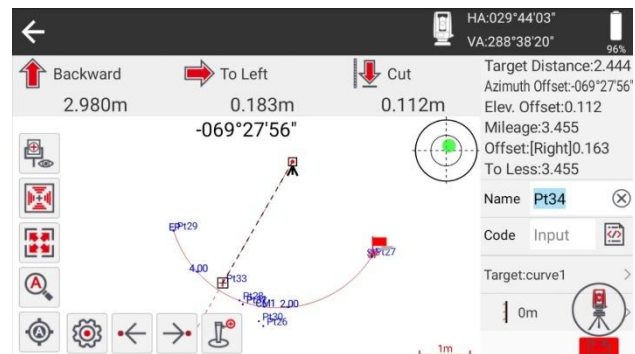 HA:029°44'03"
VA:288°38'20"
96%
Backward
To Left
Cut
2.980m
0.183m
0.112m
Target Distance:2.444
Azimuth Offset:-069°27'56"
Elev. Offset:0.112
Mileage:3.455
Offset:[Right]0.163
To Less:3.455
-069°27'56"
Name
Pt34
Code
Input
Target:curve1
0m
Pt29
4.00
Pt33
Pt27
2.00
Pt30
Pt26
1m